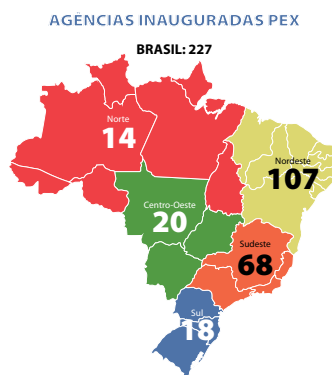 AGÊNCIAS INAUGURADAS PEX
BRASIL: 227
Norte
14
Nordeste
107
Centro-Oeste
20
Sudeste
68
Sul
18